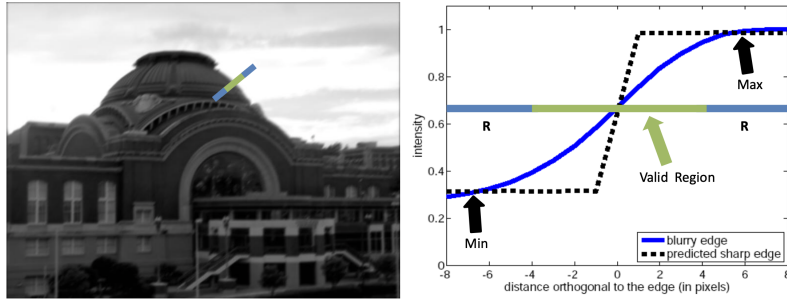 1
0.8
0.6
0.4
0.2
0
intensity
Max
R
R
Valid Region
Min
blurry edge
predicted sharp edge
-8 -6 -4 -2 0 2 4 6 8
distance orthogonal to the edge (in pixels)